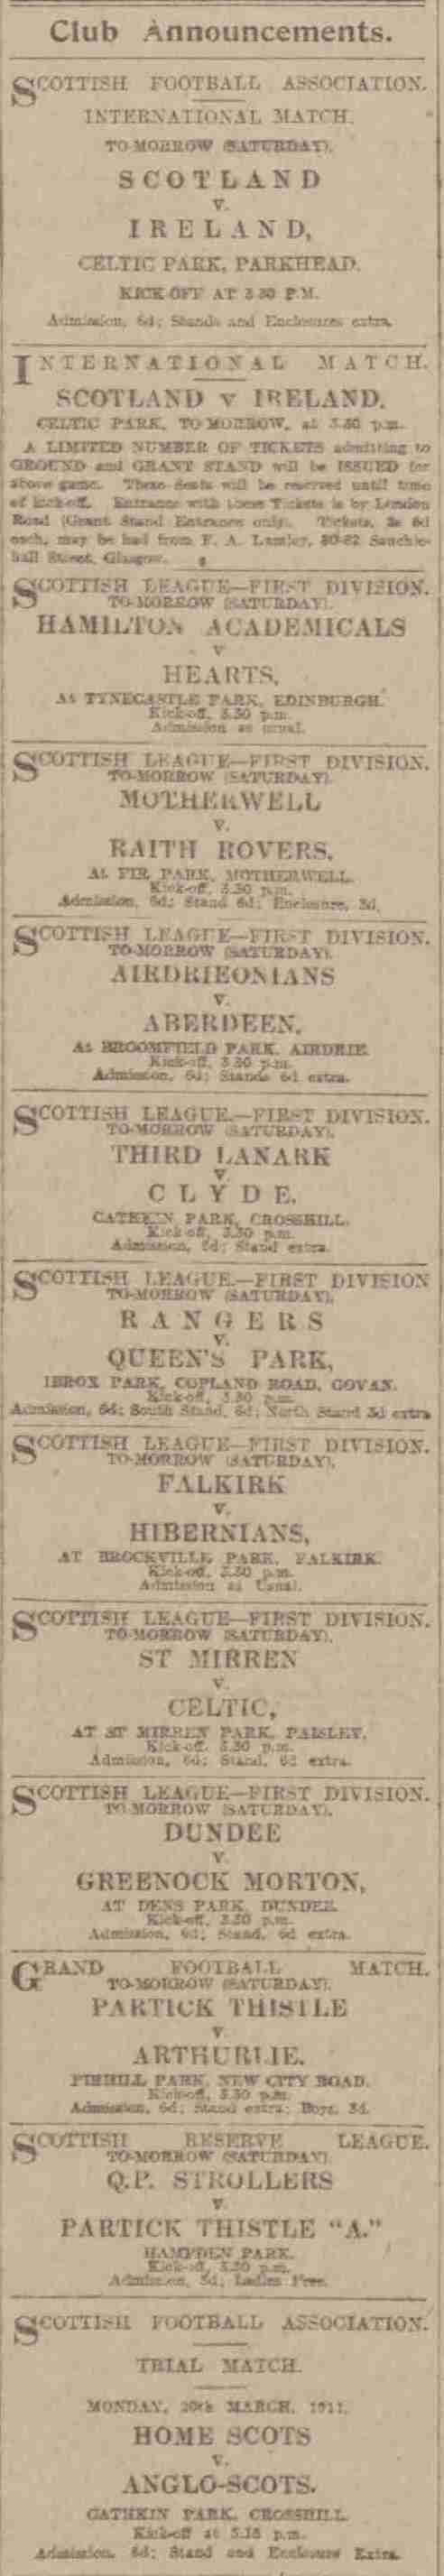 Club Announcements.
SCOTTISH FOOTBALL ASSOCIATION.
INTERNATIONAL MATCH.
TO-MORROW (SATURDAY).
SCOTLAND
v.
IRELAND,
CELTIC PARK, PARKHEAD.
KICK-OFF AT 3.30 P.M.
Admission, 6d; Stands and Enclosures extra.
INTERNATIONAL MATCH.
SCOTLAND v IRELAND.
CELTIC PARK, TO-MORROW, at 3.30 p.m.
A LIMITED NUMBER OF TICKETS admitting to
GROUND and GRANT STAND will be ISSUED for
above game. These Seats will be reserved until time
of kick-off. Entrance with these Tickets is by London
Road (Grant Stand Entrance only). Tickets,
each, may be had from F. A. Lumley, 80-82 Sauchie-
hall Street, Glasgow.
SCOTTISH LEAGUE—FIRST DIVISION.
TO-MORROW (SATURDAY).
HAMILTON ACADEMICALS
v
HEARTS,
At TYNECASTLE PARK, EDINBURGH.
Kick-off, 3.30 p.m.
Admission as usual.
SCOTTISH LEAGUE—FIRST DIVISION.
TO-MORROW (SATURDAY).
MOTHERWELL
v.
RAITH ROVERS,
At FIR PARK, MOTHERWELL.
Kick-off, 3.30 p.m.
Admission, 6d; Stand 6d; Enclosure, 3d.
SCOTTISH LEAGUE—FIRST DIVISION.
TO-MORROW (SATURDAY).
AIRDRIEONIANS
v.
ABERDEEN,
At BROOMFIELD PARK, AIRDRIE
Kick-off, 3.30 p.m.
Admission, 6d; Stands 6d extra.
SCOTTISH LEAGUE.—FIRST DIVISION.
TO-MORROW (SATURDAY).
THIRD LANARK
v
CLYDE.
CATHKIN PARK, CROSSHILL.
Kick-off, 3.30 p.m.
Admission, 6d; Stand extra.
SCOTTISH LEAGUE.—FIRST DIVISION
TO-MORROW (SATURDAY).
RANGERS
v.
QUEEN'S PARK,
IBROX PARK, COPLAND ROAD, GOVAN.
Kick-off, 3.30 p.m.
Admission, 6d; South Stand, 6d; North Stand 3d extra
SCOTTISH LEAGUE—FIRST DIVISION.
TO-MORROW (SATURDAY),
FALKIRK
v.
HIBERNIANS,
AT BROCKVILLE PARK, FALKIRK.
Kick-off, 3.30 p.m.
Admission as Usual.
SCOTTISH LEAGUE—FIRST DIVISION.
TO-MORROW (SATURDAY).
ST MIRREN
v.
CELTIC,
AT ST MIRREN PARK, PAISLEY.
Kick-off, 3.30 p.m.
Admission, 6d; Stand, 6d extra.
SCOTTISH LEAGUE—FIRST DIVISION.
TO-MORROW (SATURDAY).
DUNDEE
v.
GREENOCK MORTON,
AT DENS PARK, DUNDEE.
Kick-off, 3.30 p.m.
Admission, 6d; Stand, 6d extra.
GRAND FOOTBALL MATCH.
TO-MORROW (SATURDAY).
PARTICK THISTLE
v.
ARTHURLIE.
FIRHILL PARK, NEW CITY ROAD.
Kick-off, 3.30 p.m.
Admission, 6d; Stand extra; Boys, 3d.
SCOTTISH RESERVE LEAGUE.
TO-MORROW (SATURDAY)
Q.P. STROLLERS
v.
PARTICK THISTLE "A."
HAMPDEN PARK.
Kick-off, 3.30 p.m.
Admission, 3d; Ladies Free.
SCOTTISH FOOTBALL ASSOCIATION.
TRIAL MATCH.
MONDAY, 20th MARCH, 1911.
HOME SCOTS
v.
ANGLO-SCOTS.
CATHKIN PARK, CROSSHILL
Kick-off at 5.15 p.m.
Admission, 6d; Stand and Enclosure Extra.